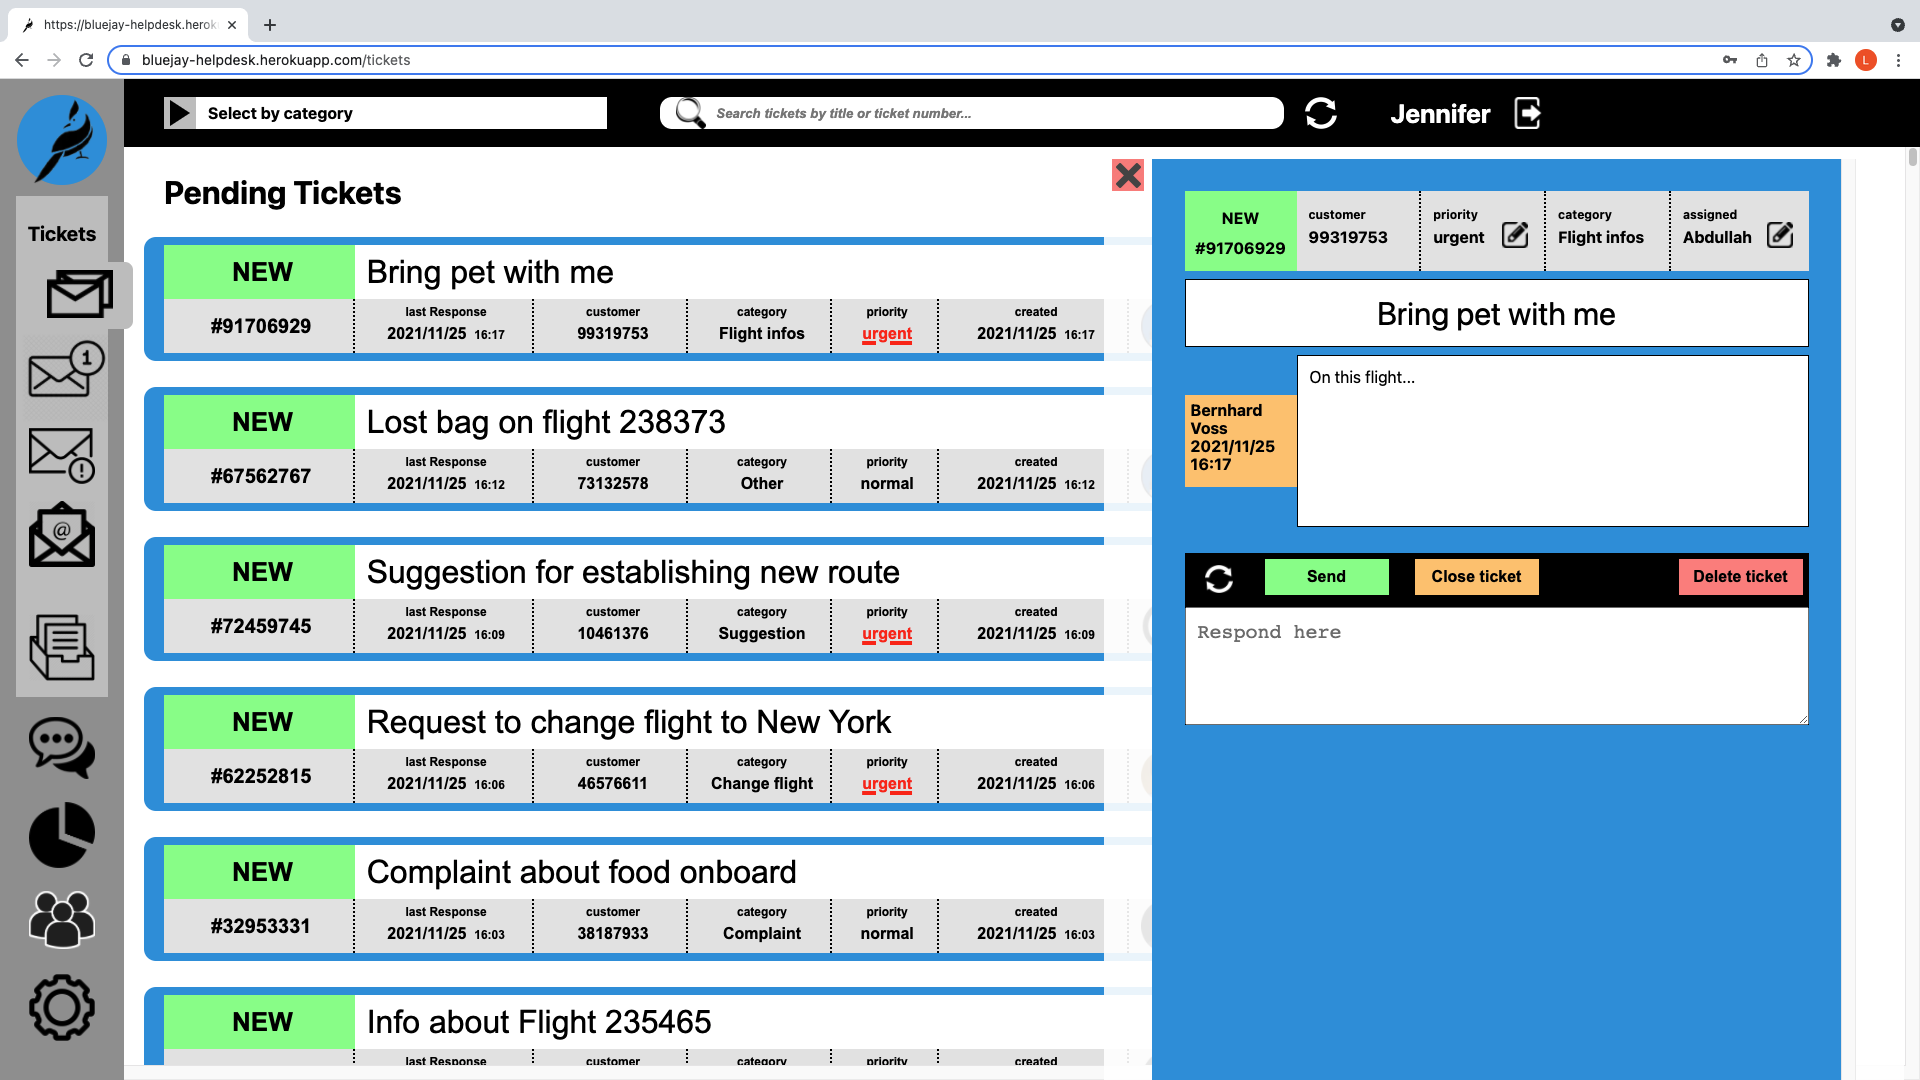 https://bluejay-helpdesk.herok
bluejay-helpdesk.herokuapp.com/tickets
L
Select by category
Search tickets by title or ticket number...
Jennifer
Tickets
1
@
Pending Tickets
NEW
Bring pet with me
#91706929
last Response
2021/11/25 16:17
customer
99319753
category
Flight infos
priority
urgent
created
2021/11/25 16:17
NEW
Lost bag on flight 238373
#67562767
last Response
2021/11/25 16:12
customer
73132578
category
Other
priority
normal
created
2021/11/25 16:12
NEW
Suggestion for establishing new route
#72459745
last Response
2021/11/25 16:09
customer
10461376
category
Suggestion
priority
urgent
created
2021/11/25 16:09
NEW
Request to change flight to New York
#62252815
last Response
2021/11/25 16:06
customer
46576611
category
Change flight
priority
urgent
created
2021/11/25 16:06
NEW
Complaint about food onboard
#32953331
last Response
2021/11/25 16:03
customer
38187933
category
Complaint
priority
normal
created
2021/11/25 16:03
NEW
Info about Flight 235465
last Response
customer
category
priority
created
NEW
#91706929
customer
99319753
priority
urgent
category
Flight infos
assigned
Abdullah
Bring pet with me
Bernhard
Voss
2021/11/25
16:17
On this flight...
Send
Close ticket
Delete ticket
Respond here